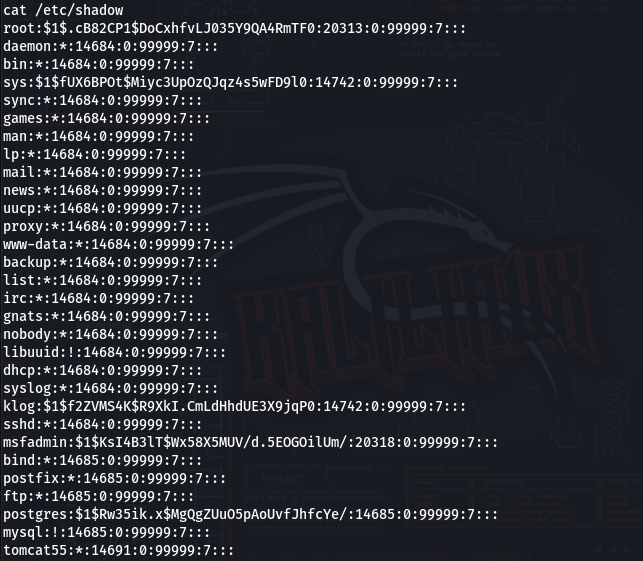 cat /etc/shadow
root:$1$.cB82CP1$DoCxhfvLJ035Y9QA4RmTF0:20313:0:99999:7:::
daemon:*:14684:0:99999:7:::
bin:*:14684:0:99999:7:::
sys:$1$fUX6BPOt$Miyc3UpOzQJqz4s5wFD9l0:14742:0:99999:7:::
sync:*:14684:0:99999:7:::
games:*:14684:0:99999:7:::
man:*:14684:0:99999:7:::
lp:*:14684:0:99999:7:::
mail:*:14684:0:99999:7:::
news:*:14684:0:99999:7:::
uucp:*:14684:0:99999:7:::
proxy:*:14684:0:99999:7:::
www-data:*:14684:0:99999:7:::
backup:*:14684:0:99999:7:::
list:*:14684:0:99999:7:::
irc:*:14684:0:99999:7:::
gnats:*:14684:0:99999:7:::
nobody:*:14684:0:99999:7:::
libuuid:!:14684:0:99999:7:::
dhcp:*:14684:0:99999:7:::
syslog:*:14684:0:99999:7:::
klog:$1$f2ZVMS4K$R9XkI.CmLdHhdUE3X9jqP0:14742:0:99999:7:::
sshd:*:14684:0:99999:7:::
msfadmin:$1$KsI4B3lT$Wx58X5MUV/d.5EOGOilUm/:20318:0:99999:7:::
bind:*:14685:0:99999:7:::
postfix:*:14685:0:99999:7:::
ftp:*:14685:0:99999:7:::
postgres:$1$Rw35ik.x$MgQgZUuO5pAoUvfJhfcYe/:14685:0:99999:7:::
mysql:!:14685:0:99999:7:::
tomcat55:*:14691:0:99999:7:::
KALI LINUX